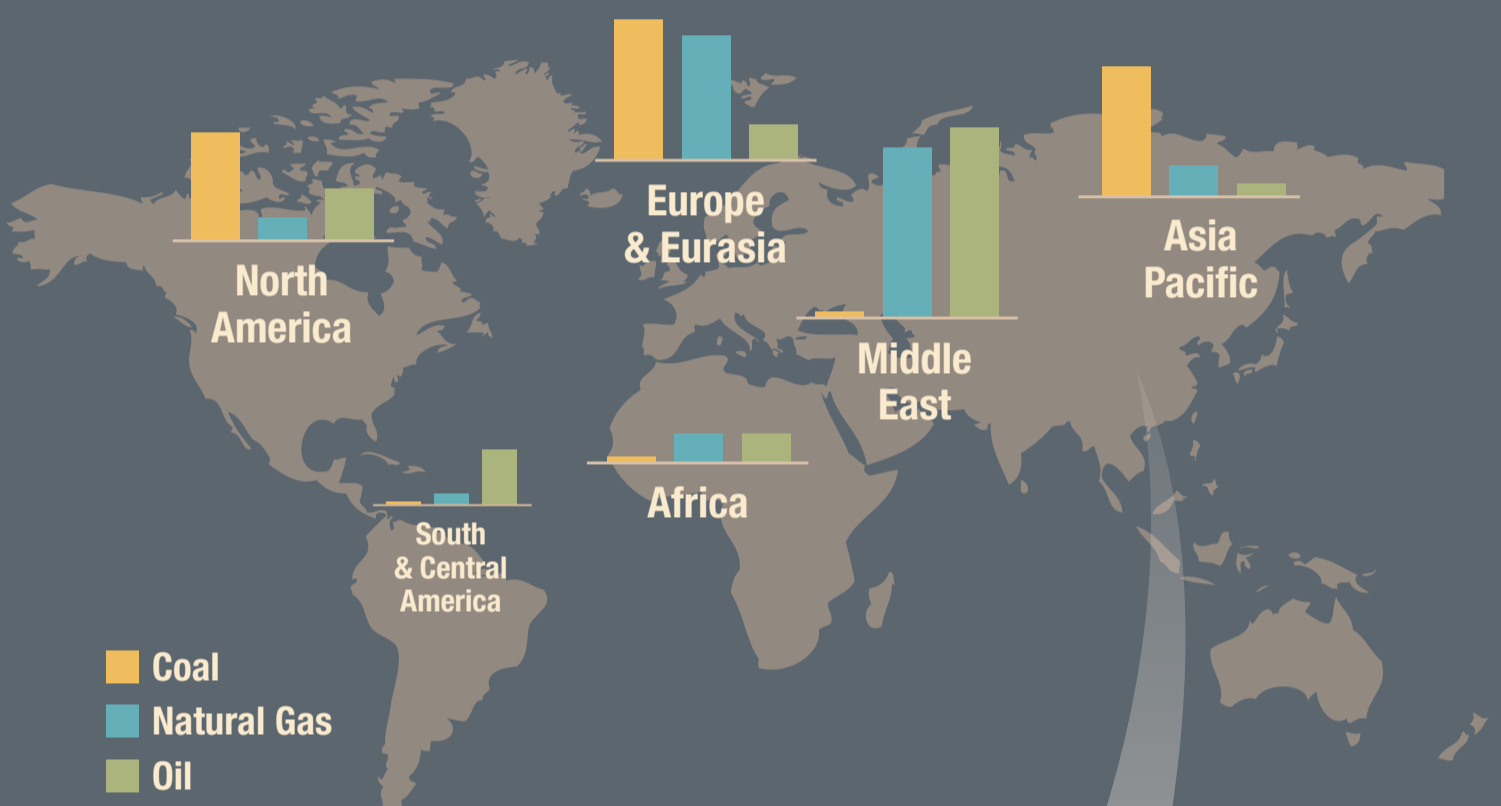 Europe
& Eurasia
Asia
Pacific
North
America
Middle
East
Africa
South
& Central
America
Coal
Natural Gas
Oil